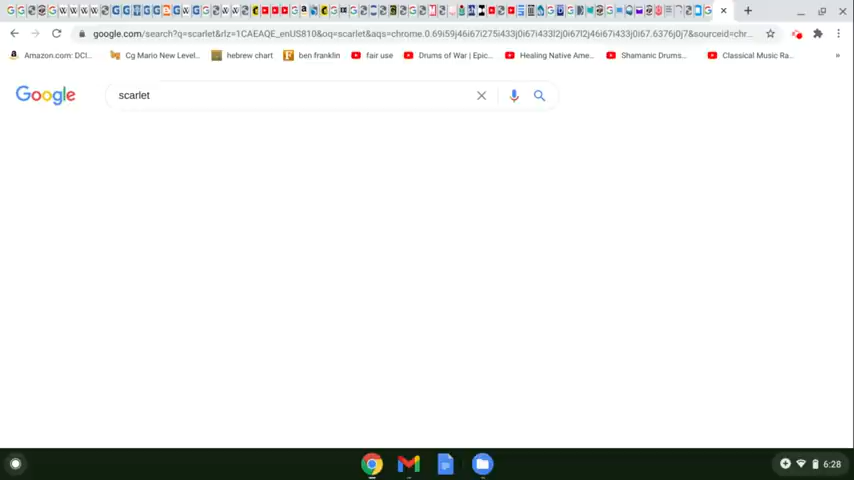 google.com/search?q=scarlet&rlz=1CAEAQE_enUS810&oq=scarlet&aqs=chrome.0.69i59j46i67i275i433j0i67i433l2j0i67l2j46i67i433j0i67.6376j0j7&sourceid=chr...
Amazon.com: DCI... Cg Mario New Level... hebrew chart ben franklin fair use Drums of War | Epic... Healing Native Ame... Shamanic Drums... Classical Music Ra... »
Google scarlet
6:28